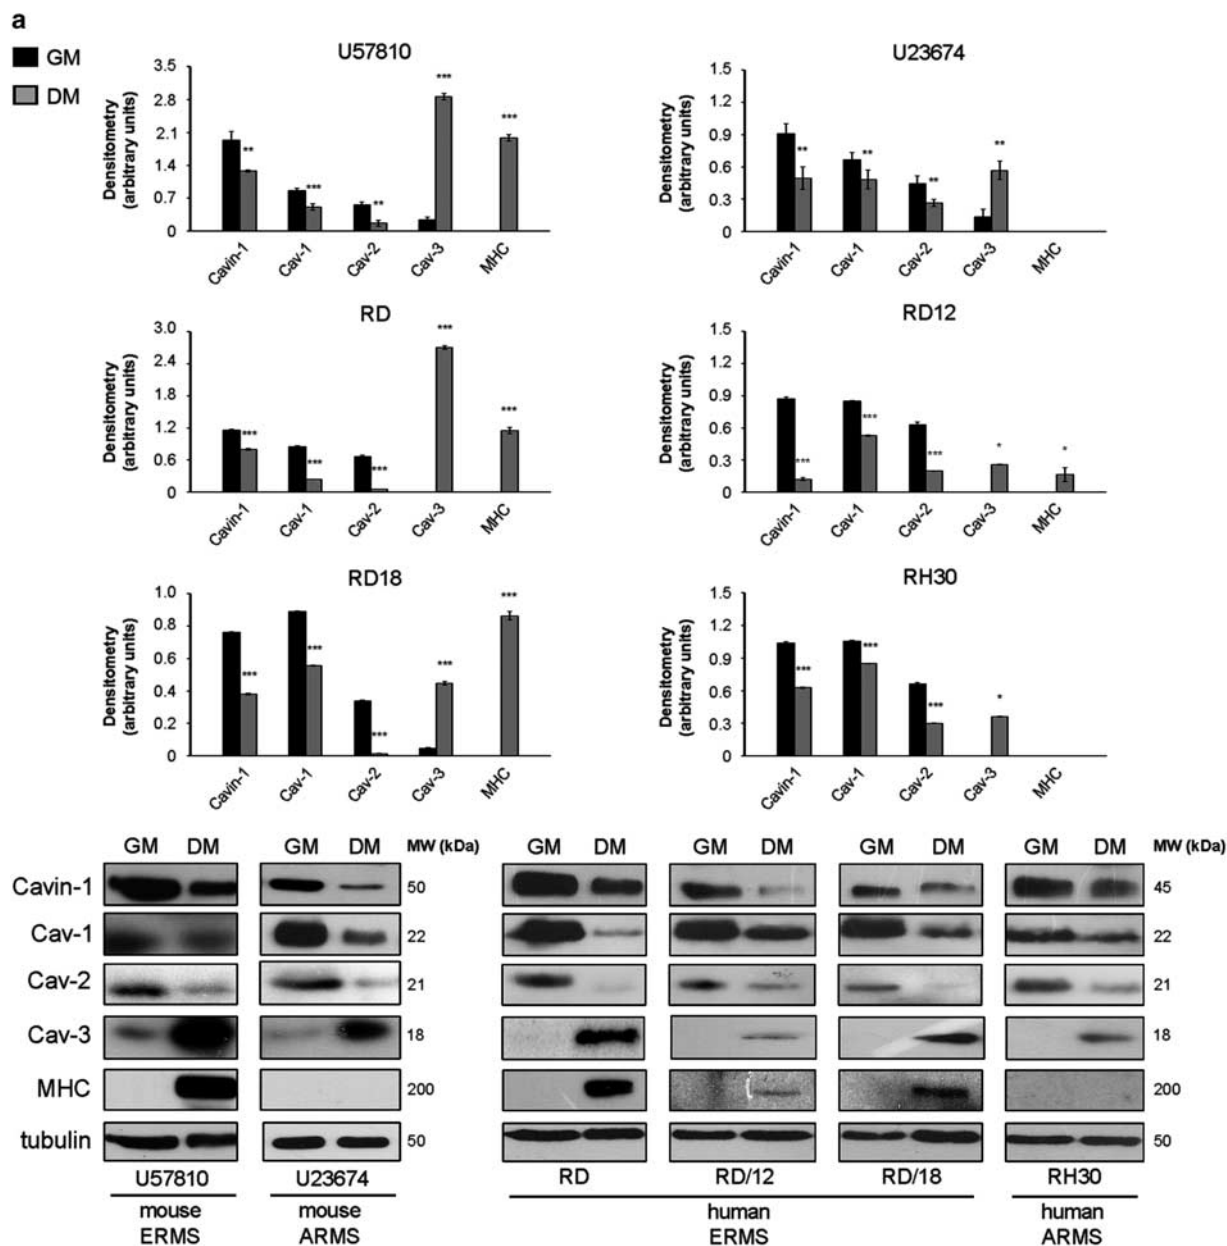 a
GM
DM
U57810
Densitometry
(arbitrary units)
3.5
2.8
2.1
1.4
0.7
0
**
***
**
***
***
Cavin-1
Cav-1
Cav-2
Cav-3
MHC
U23674
Densitometry
(arbitrary units)
1.5
1.2
0.9
0.6
0.3
0
**
**
**
**
Cavin-1
Cav-1
Cav-2
Cav-3
MHC
RD
Densitometry
(arbitrary units)
3.0
2.4
1.8
1.2
0.6
0
***
***
***
***
***
Cavin-1
Cav-1
Cav-2
Cav-3
MHC
RD12
Densitometry
(arbitrary units)
1.5
0.9
0.6
0.3
0
***
***
***
*
*
Cavin-1
Cav-1
Cav-2
Cav-3
MHC
RD18
Densitometry
(arbitrary units)
1.0
0.8
0.6
0.4
0.2
0
***
***
***
***
***
Cavin-1
Cav-1
Cav-2
Cav-3
MHC
RH30
Densitometry
(arbitrary units)
1.5
1.2
0.9
0.6
0.3
0
***
***
***
*
Cavin-1
Cav-1
Cav-2
Cav-3
MHC
GM DM GM DM MW (kDa) GM DM GM DM GM DM GM DM MW (kDa)
Cavin-1 50 45
Cav-1 22 22
Cav-2 21 21
Cav-3 18 18
MHC 200 200
tubulin 50 50
U57810 U23674 RD RD/12 RD/18 RH30
mouse mouse human human
ERMS ARMS ERMS ARMS